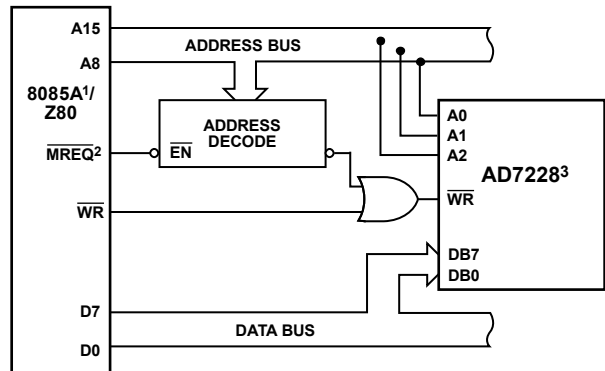 A15
ADDRESS BUS
A8
8085A¹/
Z80
ADDRESS
DECODE
A0
A1
A2
MREQ²
EN
AD7228³
WR
WR
DB7
DB0
D7
DATA BUS
D0